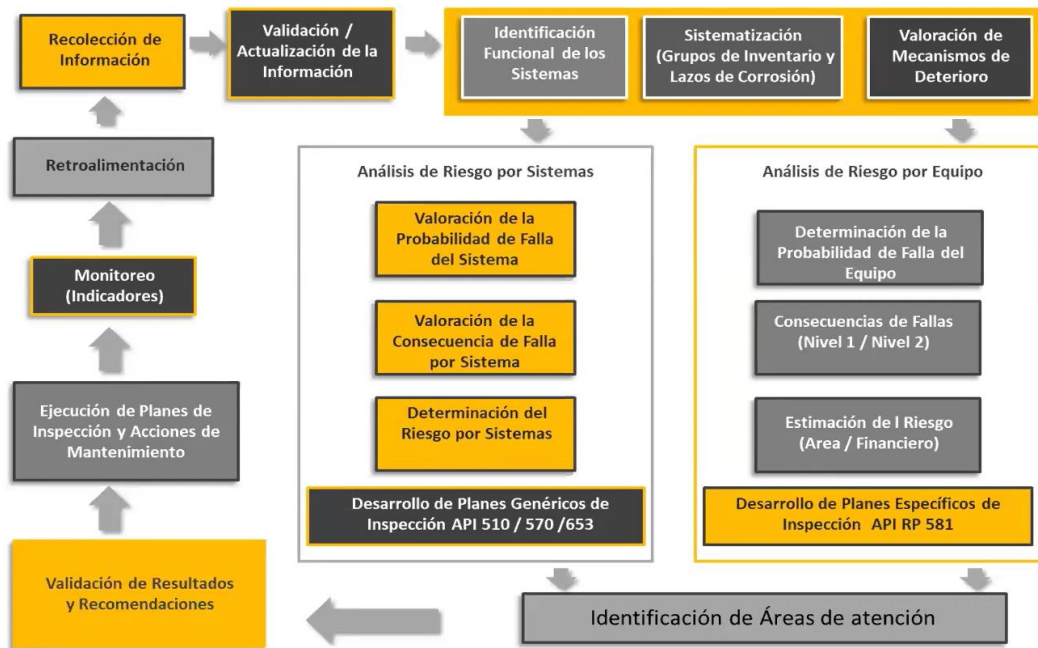 Recolección de
Información
Validación /
Actualización de la
Información
Identificación
Funcional de los
Sistemas
Sistematización
(Grupos de Inventario y
Lazos de Corrosión)
Valoración de
Mecanismos de
Deterioro
Retroalimentación
Monitoreo
(Indicadores)
Ejecución de Planes de
Inspección y Acciones de
Mantenimiento
Validación de Resultados
y Recomendaciones
Análisis de Riesgo por Sistemas
Valoración de la
Probabilidad de Falla
del Sistema
Valoración de la
Consecuencia de Falla
por Sistema
Determinación del
Riesgo por Sistemas
Desarrollo de Planes Genéricos de
Inspección API 510 / 570 /653
Análisis de Riesgo por Equipo
Determinación de la
Probabilidad de Falla del
Equipo
Consecuencias de Fallas
(Nivel 1 / Nivel 2)
Estimación de l Riesgo
(Area / Financiero)
Desarrollo de Planes Específicos de
Inspección API RP 581
Identificación de Áreas de atención